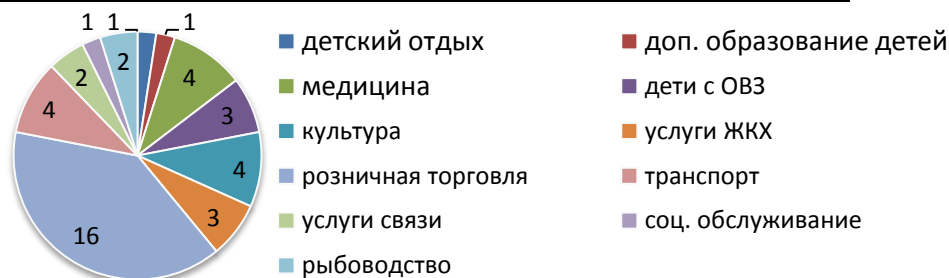 1 1 1
2 2 4
4 3
4
3
16
детский отдых доп. образование детей
медицина дети с ОВЗ
культура услуги ЖКХ
розничная торговля транспорт
услуги связи соц. обслуживание
рыбоводство